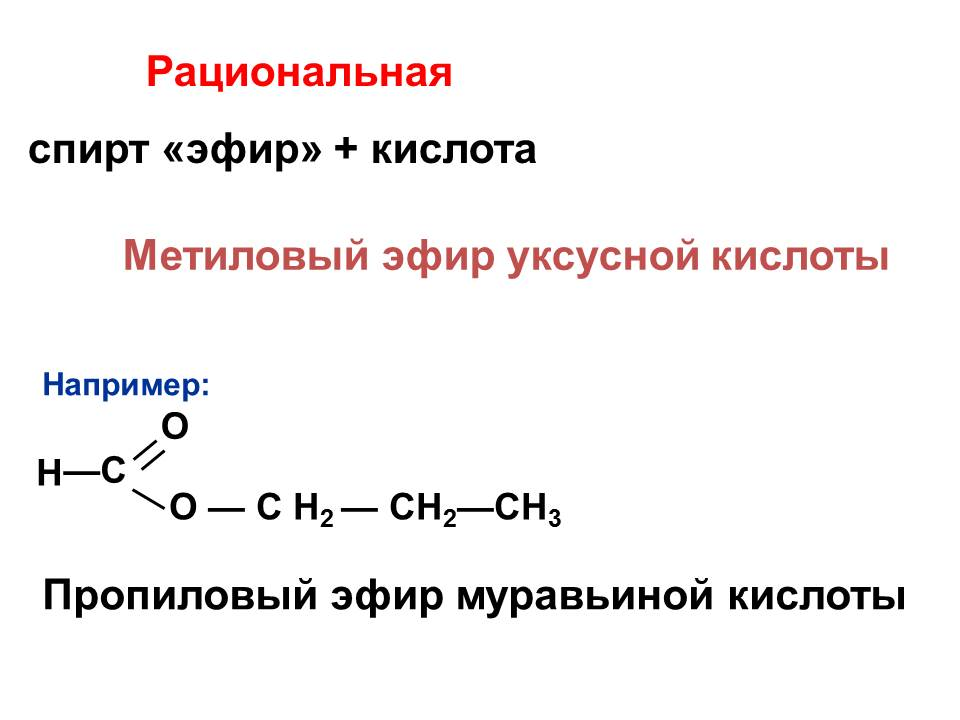 Рациональная
спирт «эфир» + кислота
Метиловый эфир уксусной кислоты
Например:
O
H—C
O — C H₂ — CH₂—CH₃
Пропиловый эфир муравьиной кислоты